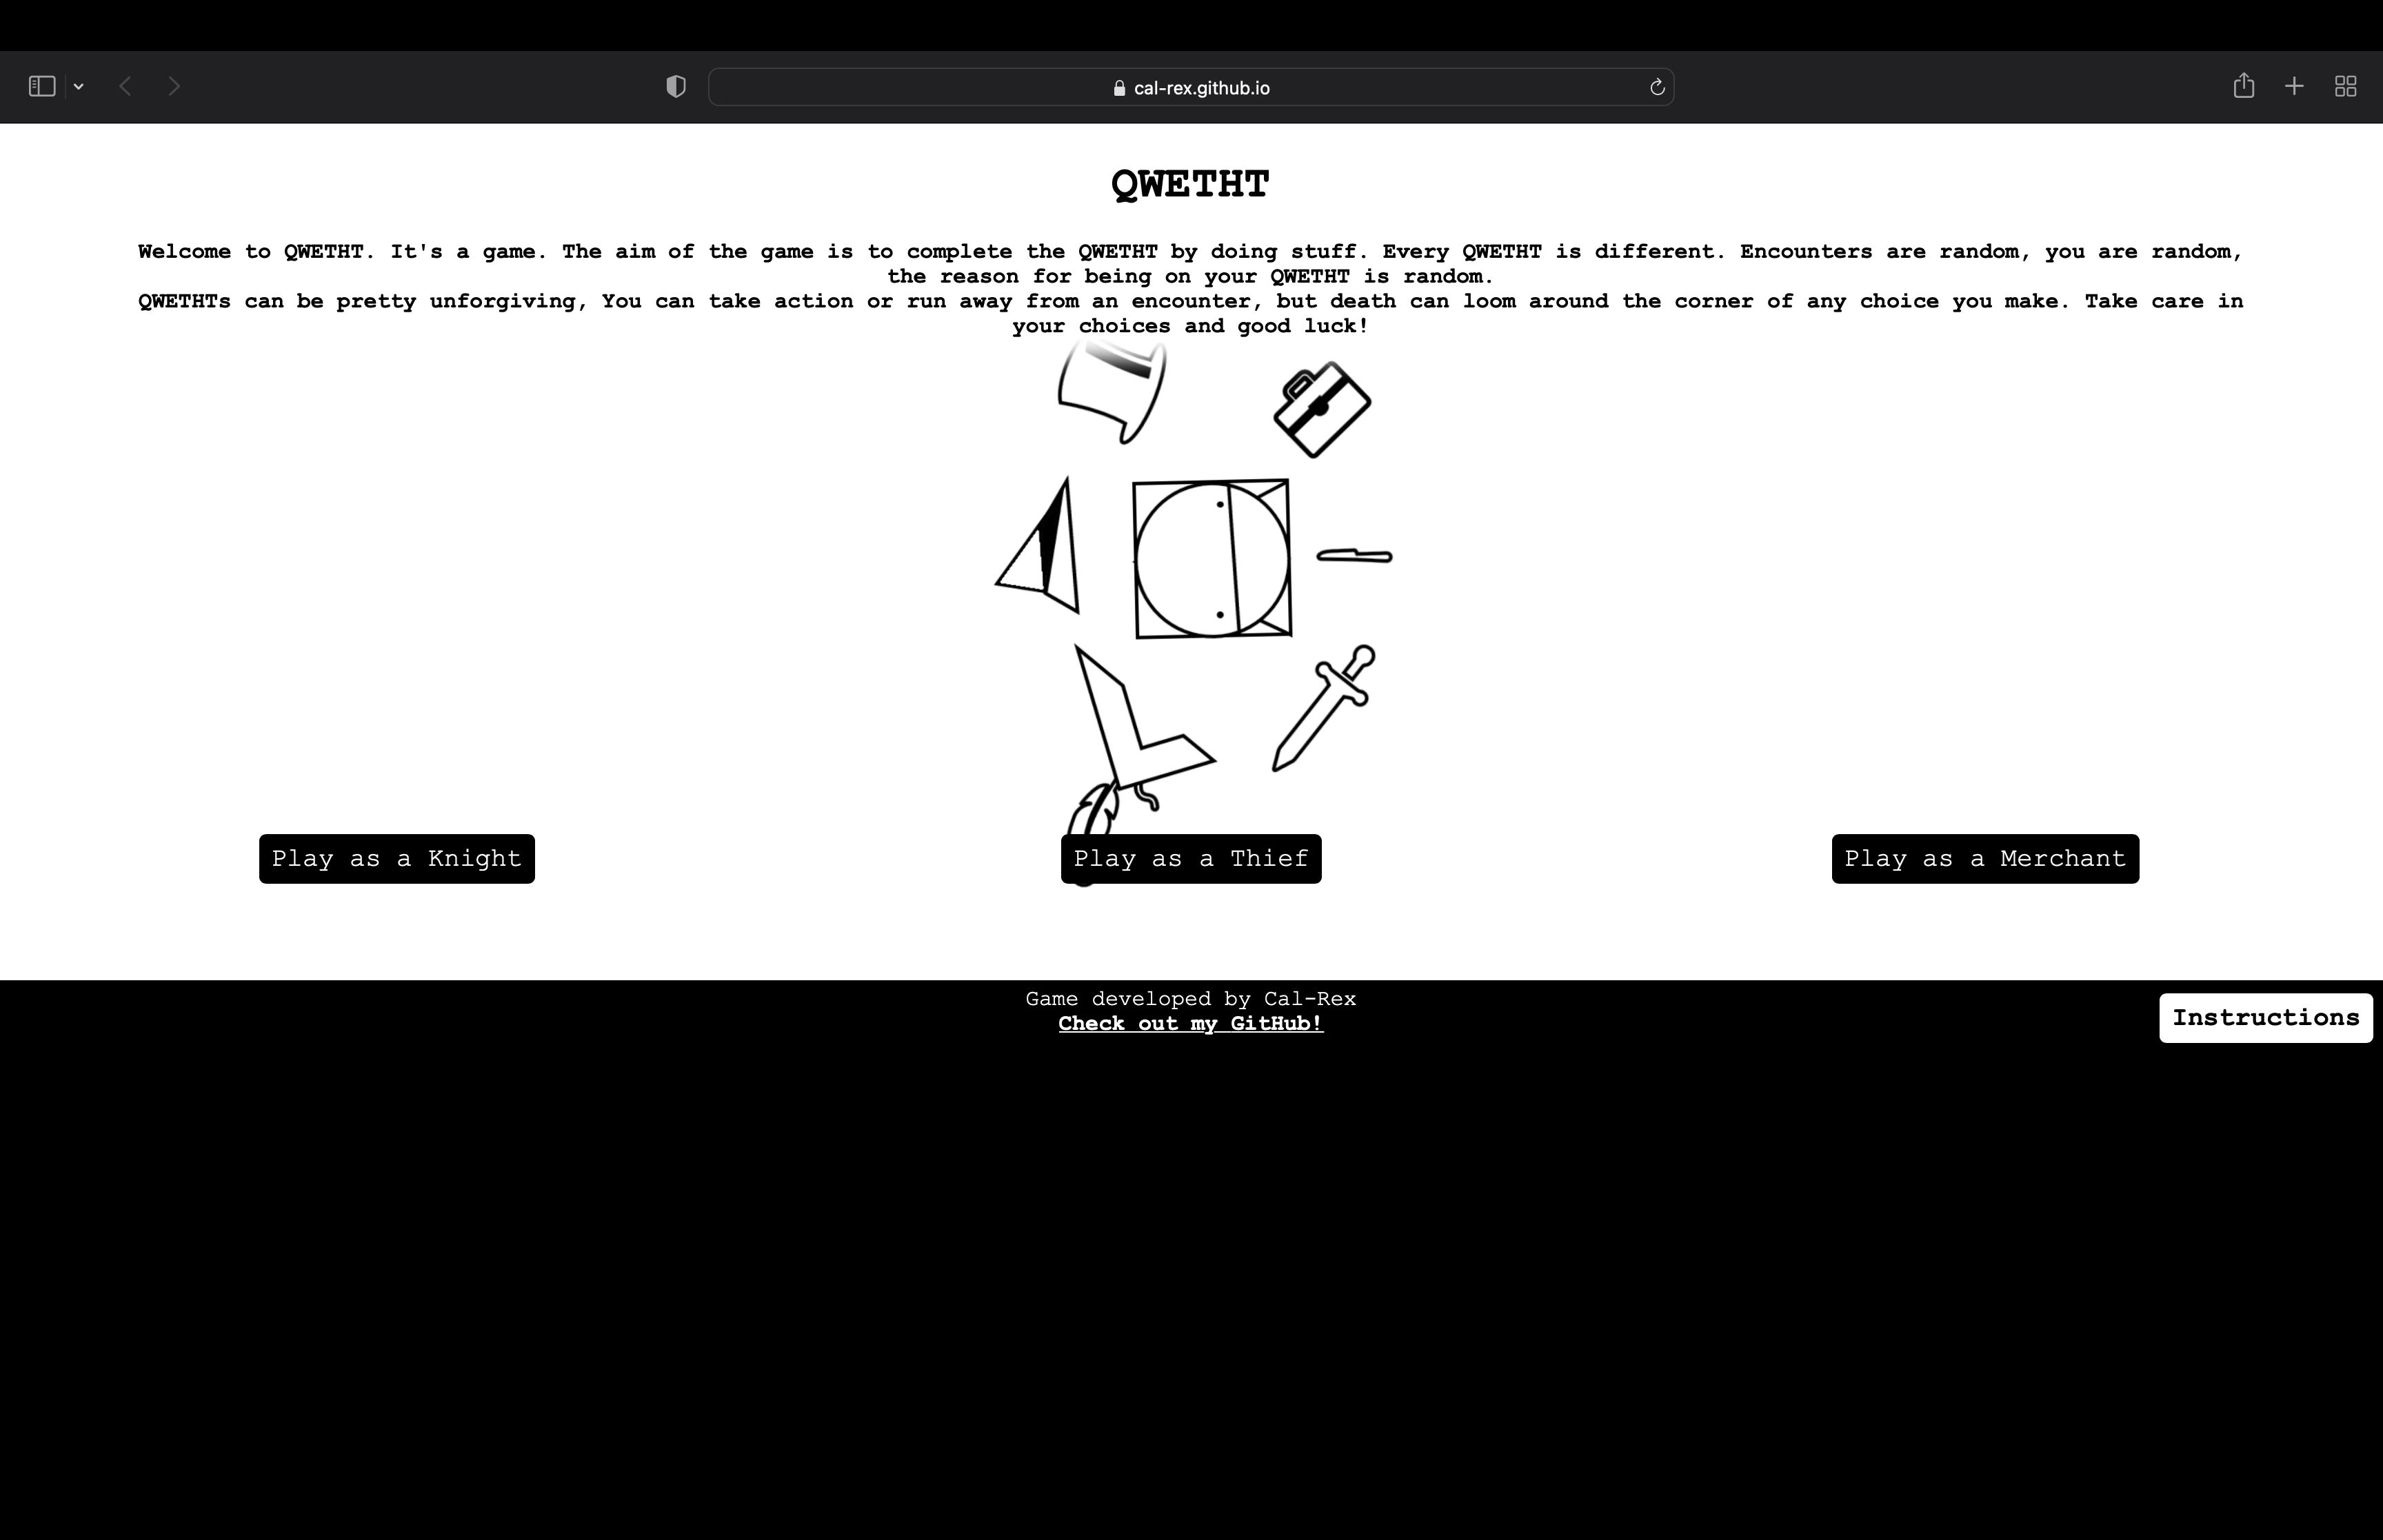 cal-rex.github.io
QWETHT
Welcome to QWETHT. It's a game. The aim of the game is to complete the QWETHT by doing stuff. Every QWETHT is different. Encounters are random, you are random,
the reason for being on your QWETHT is random.
QWETHTs can be pretty unforgiving, You can take action or run away from an encounter, but death can loom around the corner of any choice you make. Take care in
your choices and good luck!
Play as a Knight
Play as a Thief
Play as a Merchant
Game developed by Cal-Rex
Check out my GitHub!
Instructions